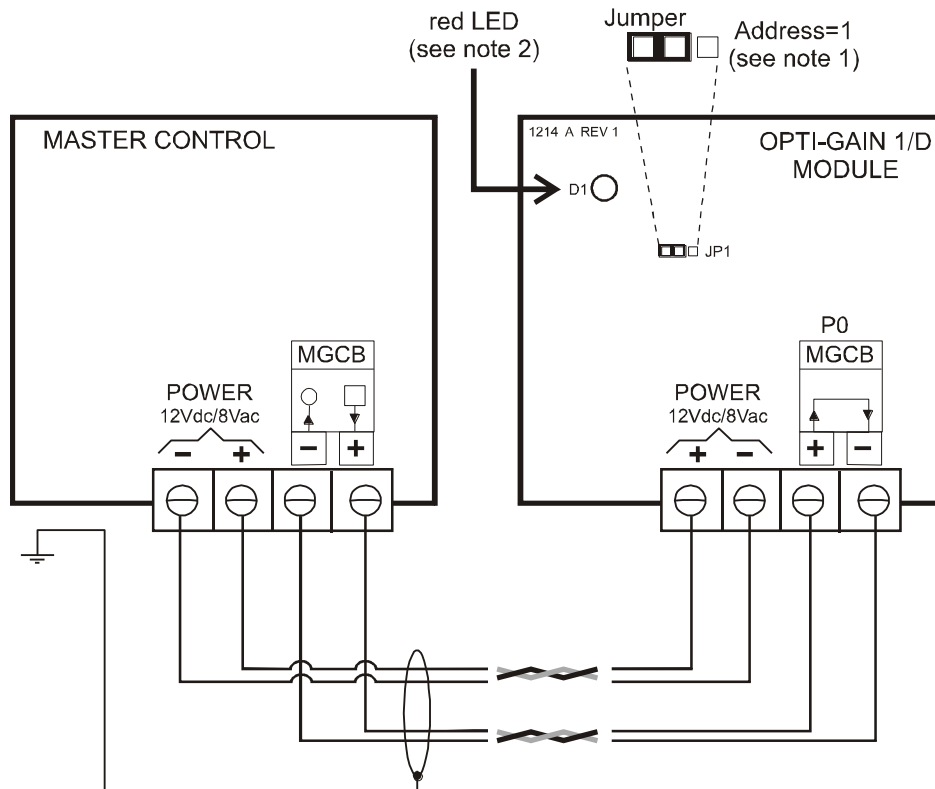 red LED
(see note 2)
Jumper
Address=1
(see note 1)
MASTER CONTROL
1214 A REV 1
OPTI-GAIN 1/D
MODULE
D1
JP1
MGCB
POWER
12Vdc/8Vac
- +
- +
P0
MGCB
POWER
12Vdc/8Vac
+ -
+ -